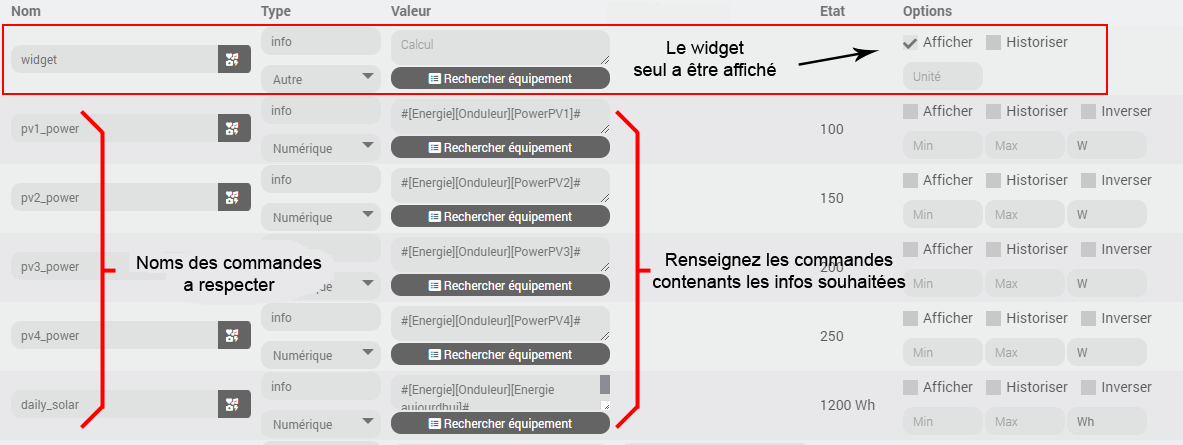 Nom Type Valeur Etat Options
widget info Calcul Le widget Afficher Historiser
Autre Rechercher équipement seul a être affiché Unité
pv1_power info #[Energie][Onduleur][PowerPV1]# 100 Afficher Historiser Inverser
Numérique Rechercher équipement Min Max W
pv2_power info #[Energie][Onduleur][PowerPV2]# 150 Afficher Historiser Inverser
Numérique Rechercher équipement Min Max W
pv3_power #[Energie][Onduleur][PowerPV3]# 200 Afficher Historiser Inverser
ue Rechercher équipement Min Max W
Noms des commandes
a respecter
Renseignez les commandes
contenants les infos souhaitées
pv4_power info #[Energie][Onduleur][PowerPV4]# 250 Afficher Historiser Inverser
Numérique Rechercher équipement Min Max W
daily_solar info #[Energie][Onduleur][Energie
aujourdhui]# 1200 Wh Afficher Historiser Inverser
Numérique Rechercher équipement Min Max Wh